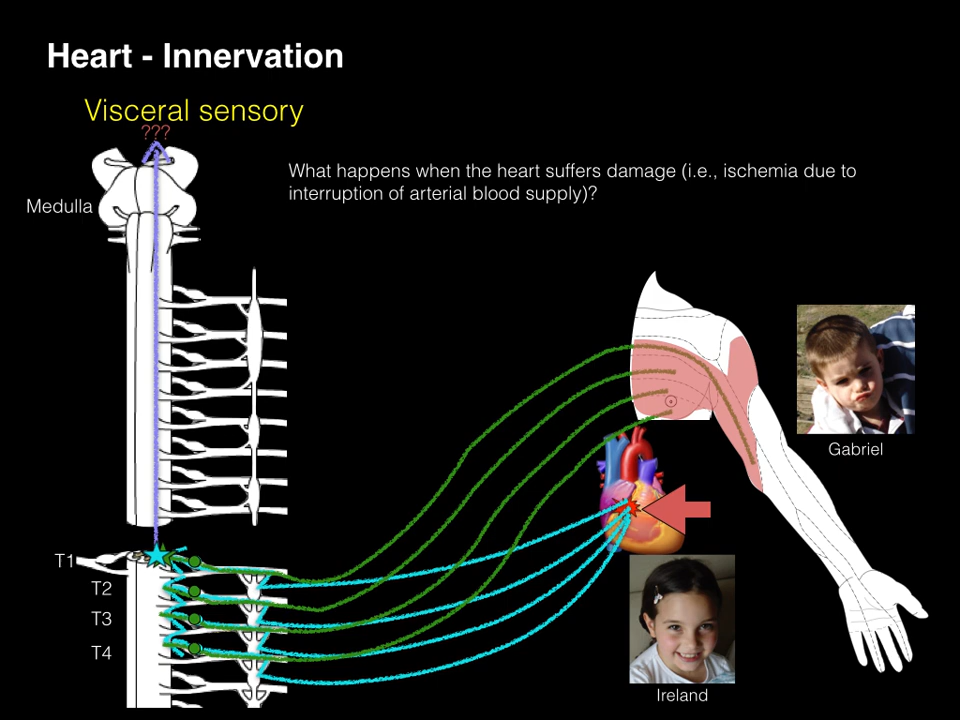 Heart - Innervation
Visceral sensory
???
What happens when the heart suffers damage (i.e., ischemia due to
interruption of arterial blood supply)?
Medulla
Gabriel
T1
T2
T3
T4
Ireland